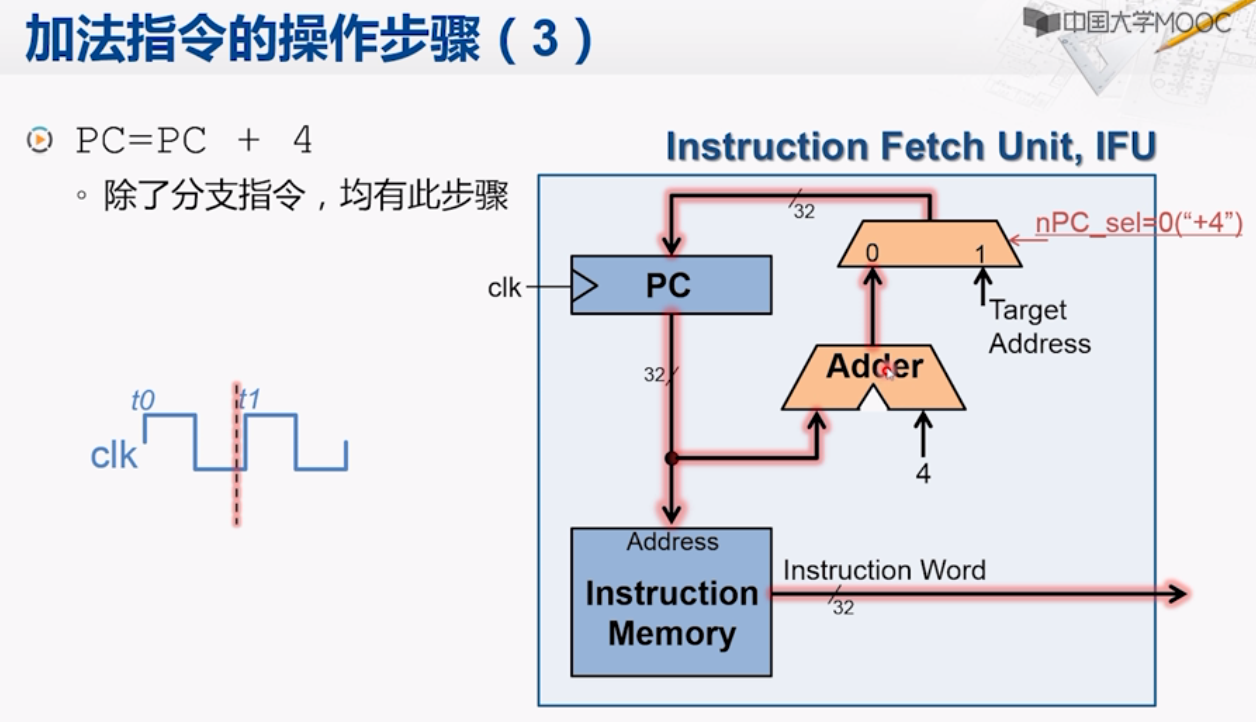 加法指令的操作步骤（3）
中国大学MOOC
PC=PC + 4
除了分支指令，均有此步骤
Instruction Fetch Unit, IFU
32
nPC_sel=0(“+4”)
0
1
clk
PC
Target
Address
32
Adder
4
t0
t1
clk
Address
Instruction
Memory
Instruction Word
32